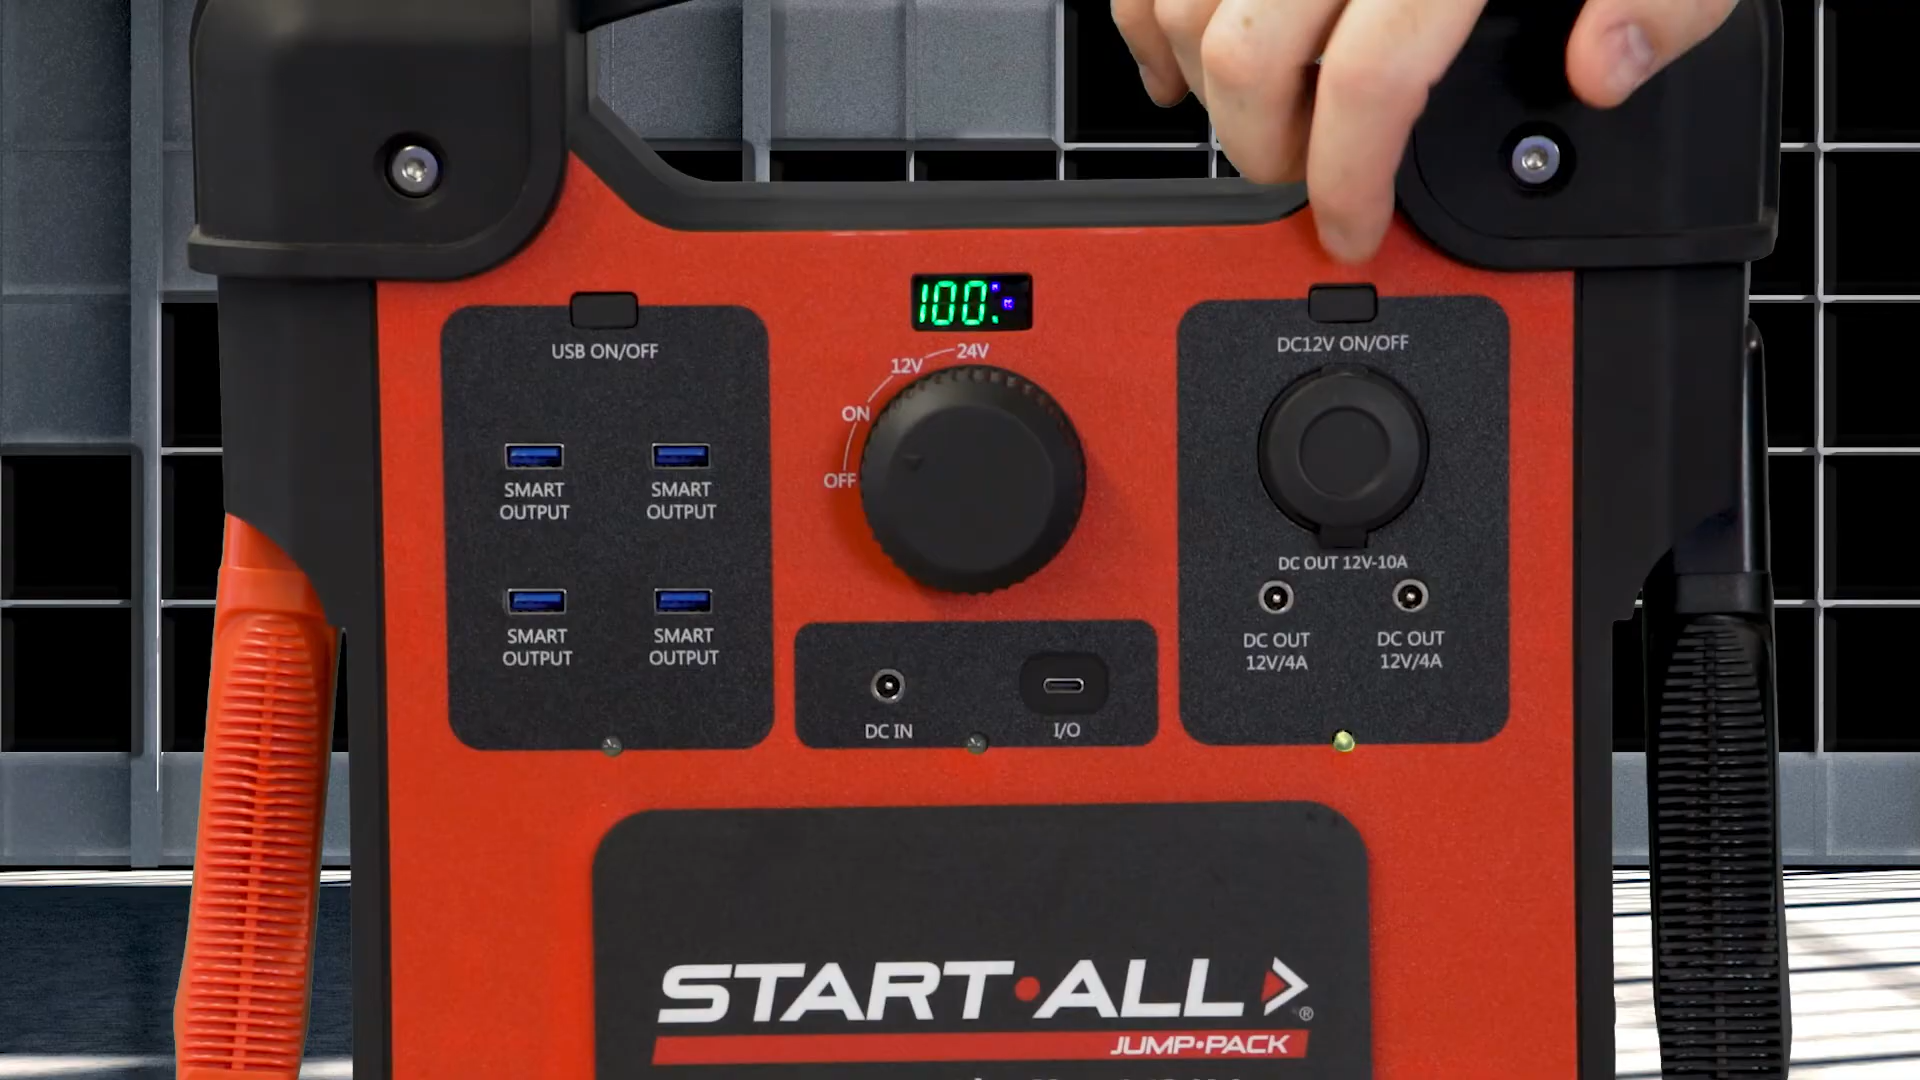 100
USB ON/OFF
12V
24V
DC12V ON/OFF
ON
OFF
SMART
OUTPUT
SMART
OUTPUT
DC OUT 12V-10A
SMART
OUTPUT
SMART
OUTPUT
DC OUT
12V/4A
DC OUT
12V/4A
DC IN
I/O
START•ALL
®
JUMP•PACK